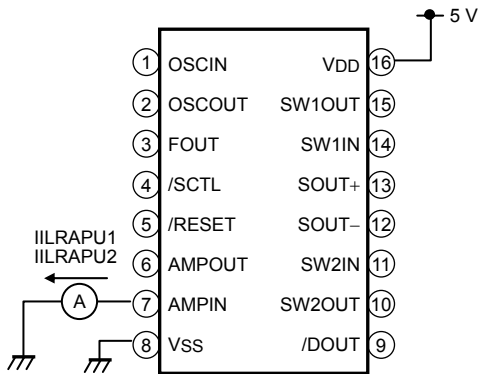 5 V
1 OSCIN VDD 16
2 OSCOUT SW1OUT 15
3 FOUT SW1IN 14
4 /SCTL SOUT+ 13
5 /RESET SOUT− 12
IILRAPU1
IILRAPU2
6 AMPOUT SW2IN 11
A
7 AMPIN SW2OUT 10
8 VSS /DOUT 9